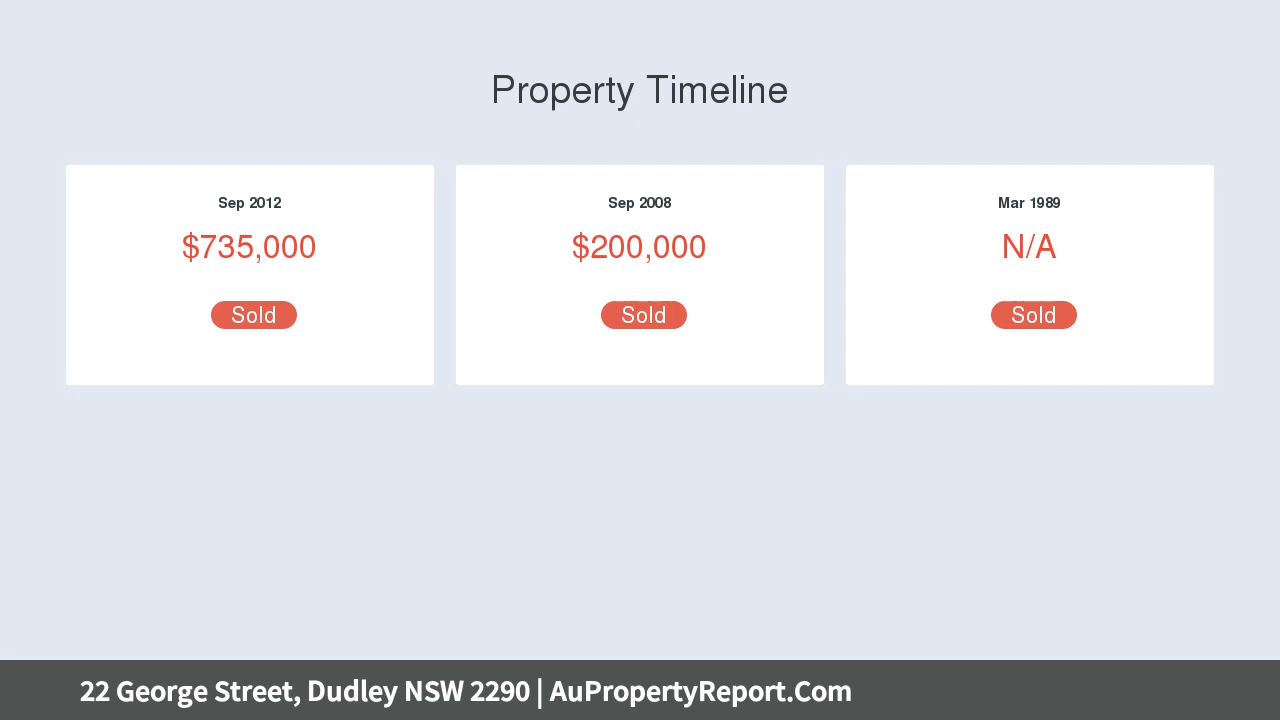 Property Timeline
Sep 2012
$735,000
Sold
Sep 2008
$200,000
Sold
Mar 1989
N/A
Sold
22 George Street, Dudley NSW 2290 | AuPropertyReport.Com